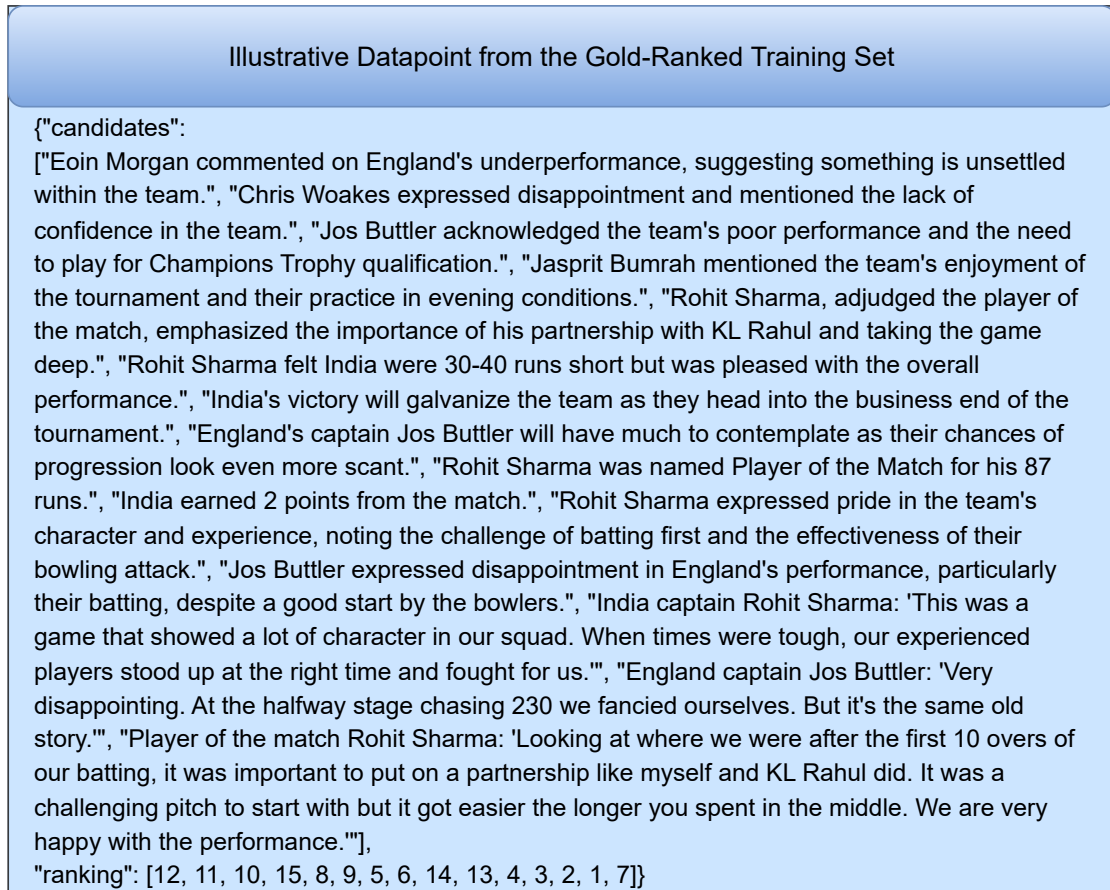 Illustrative Datapoint from the Gold-Ranked Training Set
{"candidates":
["Eoin Morgan commented on England's underperformance, suggesting something is unsettled
within the team.", "Chris Woakes expressed disappointment and mentioned the lack of
confidence in the team.", "Jos Buttler acknowledged the team's poor performance and the need
to play for Champions Trophy qualification.", "Jasprit Bumrah mentioned the team's enjoyment of
the tournament and their practice in evening conditions.", "Rohit Sharma, adjudged the player of
the match, emphasized the importance of his partnership with KL Rahul and taking the game
deep.", "Rohit Sharma felt India were 30-40 runs short but was pleased with the overall
performance.", "India's victory will galvanize the team as they head into the business end of the
tournament.", "England's captain Jos Buttler will have much to contemplate as their chances of
progression look even more scant.", "Rohit Sharma was named Player of the Match for his 87
runs.", "India earned 2 points from the match.", "Rohit Sharma expressed pride in the team's
character and experience, noting the challenge of batting first and the effectiveness of their
bowling attack.", "Jos Buttler expressed disappointment in England's performance, particularly
their batting, despite a good start by the bowlers.", "India captain Rohit Sharma: 'This was a
game that showed a lot of character in our squad. When times were tough, our experienced
players stood up at the right time and fought for us.'", "England captain Jos Buttler: 'Very
disappointing. At the halfway stage chasing 230 we fancied ourselves. But it's the same old
story.'", "Player of the match Rohit Sharma: 'Looking at where we were after the first 10 overs of
our batting, it was important to put on a partnership like myself and KL Rahul did. It was a
challenging pitch to start with but it got easier the longer you spent in the middle. We are very
happy with the performance.'"],
"ranking": [12, 11, 10, 15, 8, 9, 5, 6, 14, 13, 4, 3, 2, 1, 7]}